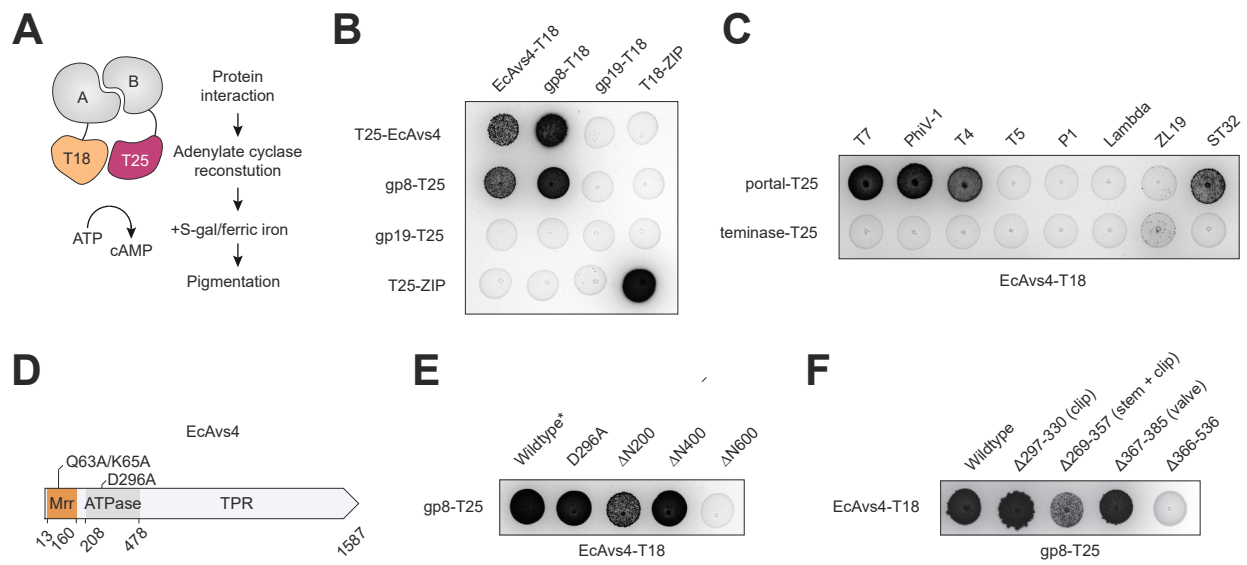 A
A
B
T18
T25
ATP
cAMP
Protein
interaction
Adenylate cyclase
reconstution
+S-gal/ferric iron
Pigmentation
B
EcAvs4-T18
gp8-T18
gp19-T18
T18-ZIP
T25-EcAvs4
gp8-T25
gp19-T25
T25-ZIP
C
T7
PhiV-1
T4
T5
P1
Lambda
ZL19
ST32
portal-T25
teminase-T25
EcAvs4-T18
D
EcAvs4
Q63A/K65A
D296A
Mrr
ATPase
TPR
13
160
208
478
1587
E
Wildtype*
D296A
ΔN200
ΔN400
ΔN600
gp8-T25
EcAvs4-T18
F
Wildtype
Δ297-330 (clip)
Δ269-357 (stem + clip)
Δ367-385 (valve)
Δ366-536
EcAvs4-T18
gp8-T25